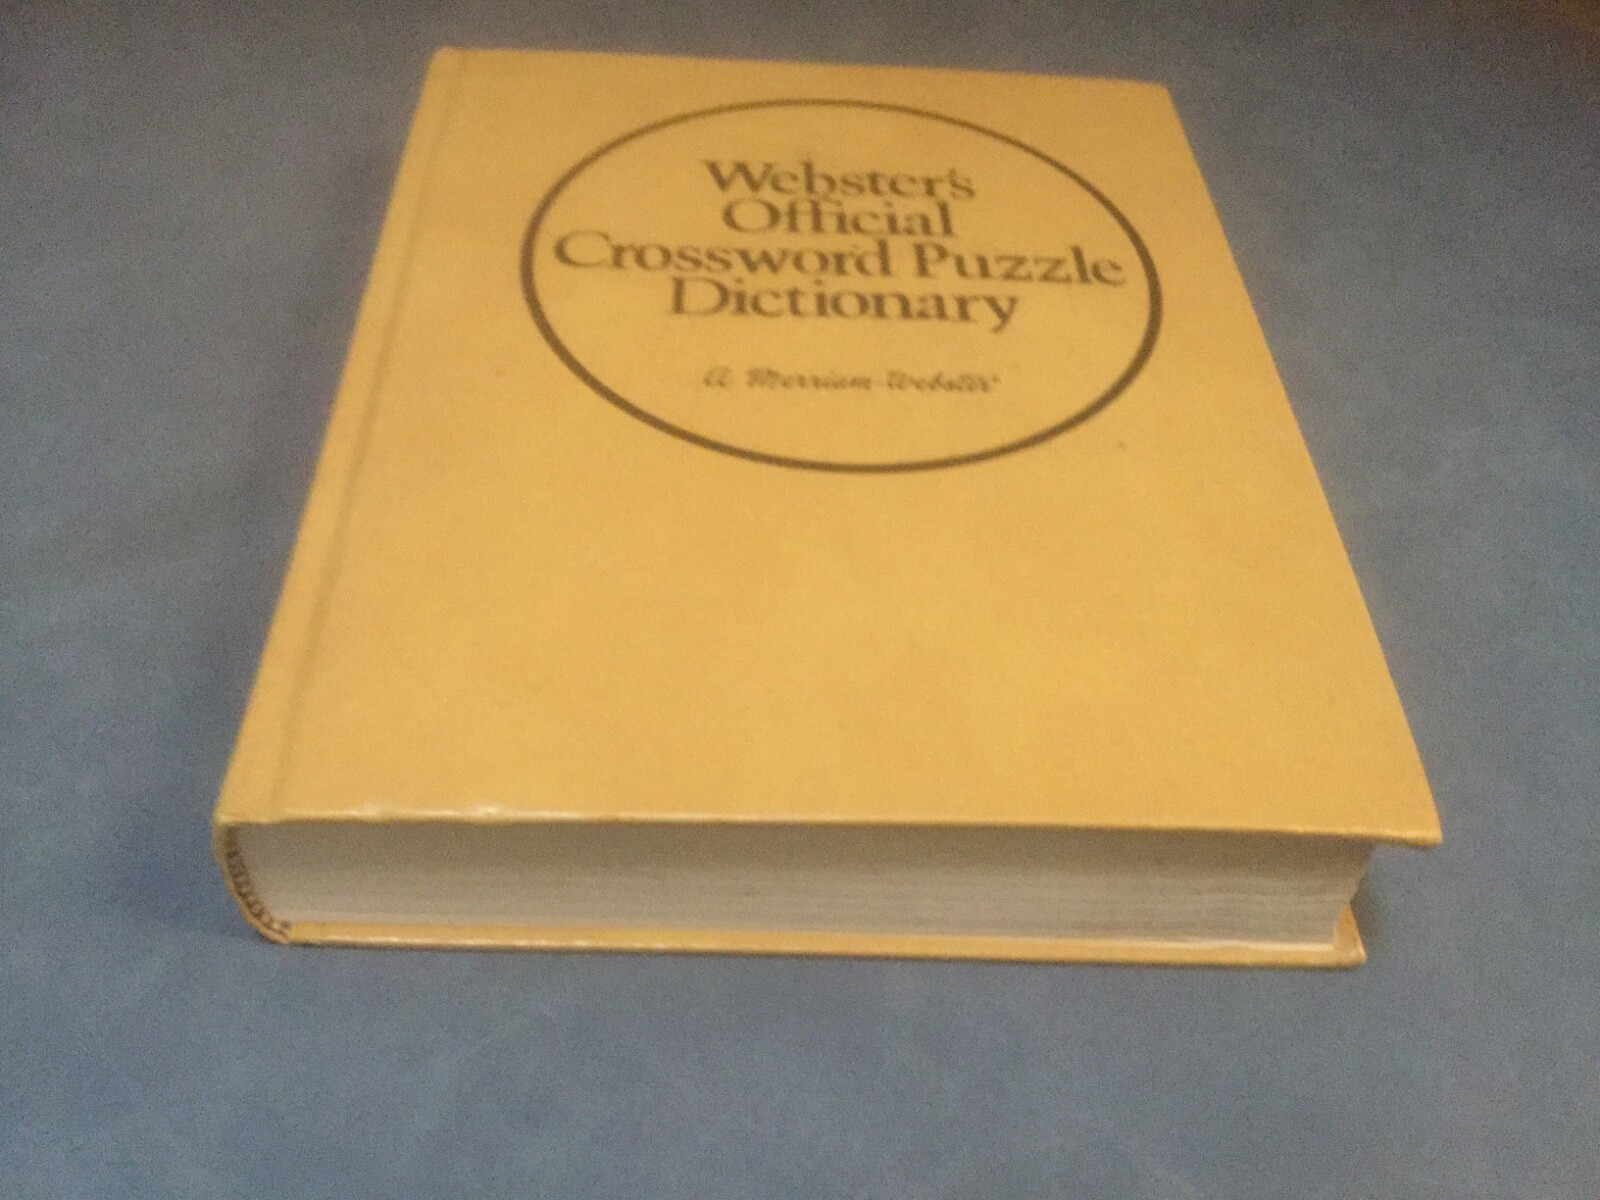 Webster's
Official
Crossword Puzzle
Dictionary
A Merriam-Webster